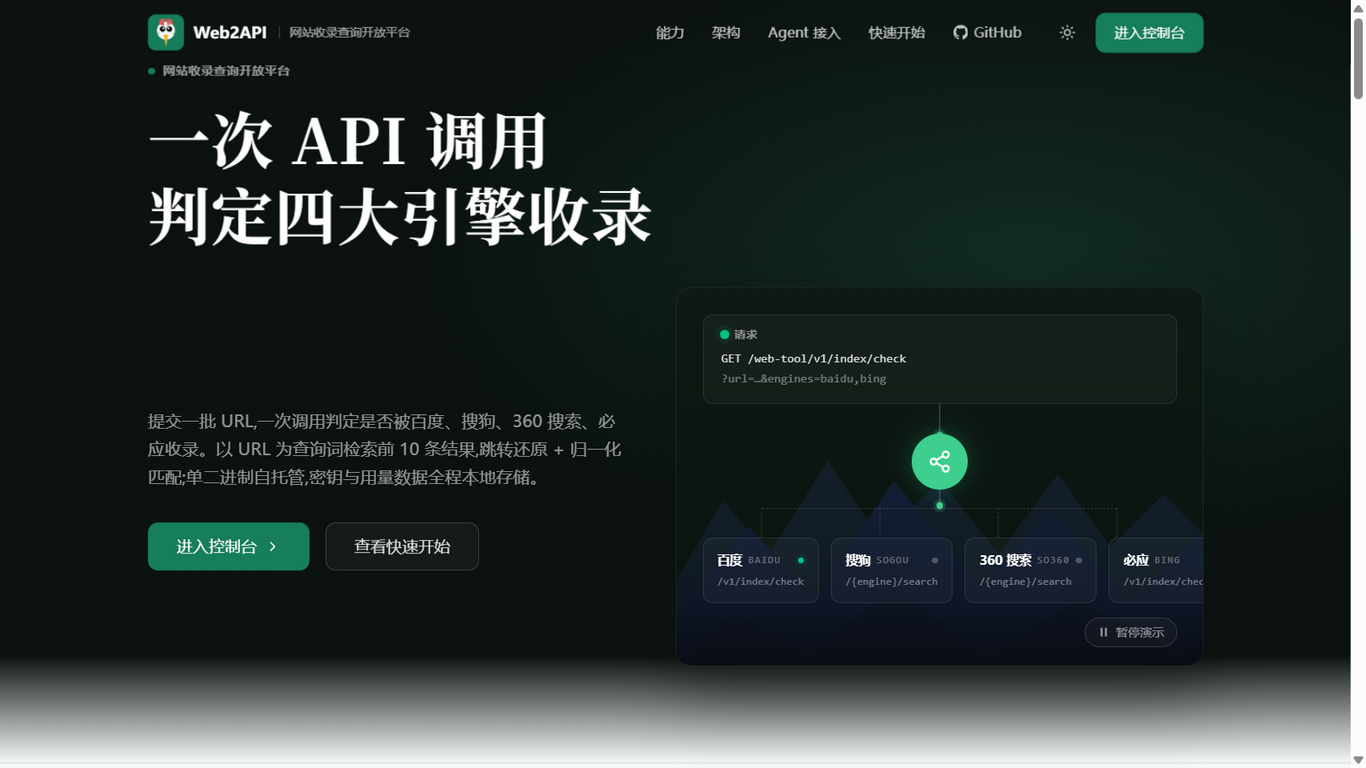 Web2API 网站收录查询开放平台 能力 架构 Agent 接入 快速开始 GitHub 进入控制台
网站收录查询开放平台
一次 API 调用
判定四大引擎收录
请求
GET /web-tool/v1/index/check
?url=…&engines=baidu,bing
提交一批 URL,一次调用判定是否被百度、搜狗、360 搜索、必
应收录。以 URL 为查询词检索前 10 条结果,跳转还原 + 归一化
匹配;单二进制自托管,密钥与用量数据全程本地存储。
进入控制台
查看快速开始
百度 BAIDU
/v1/index/check
搜狗 SOGOU
/{engine}/search
360 搜索 SO360
/{engine}/search
必应 BING
/v1/index/chec
暂停演示